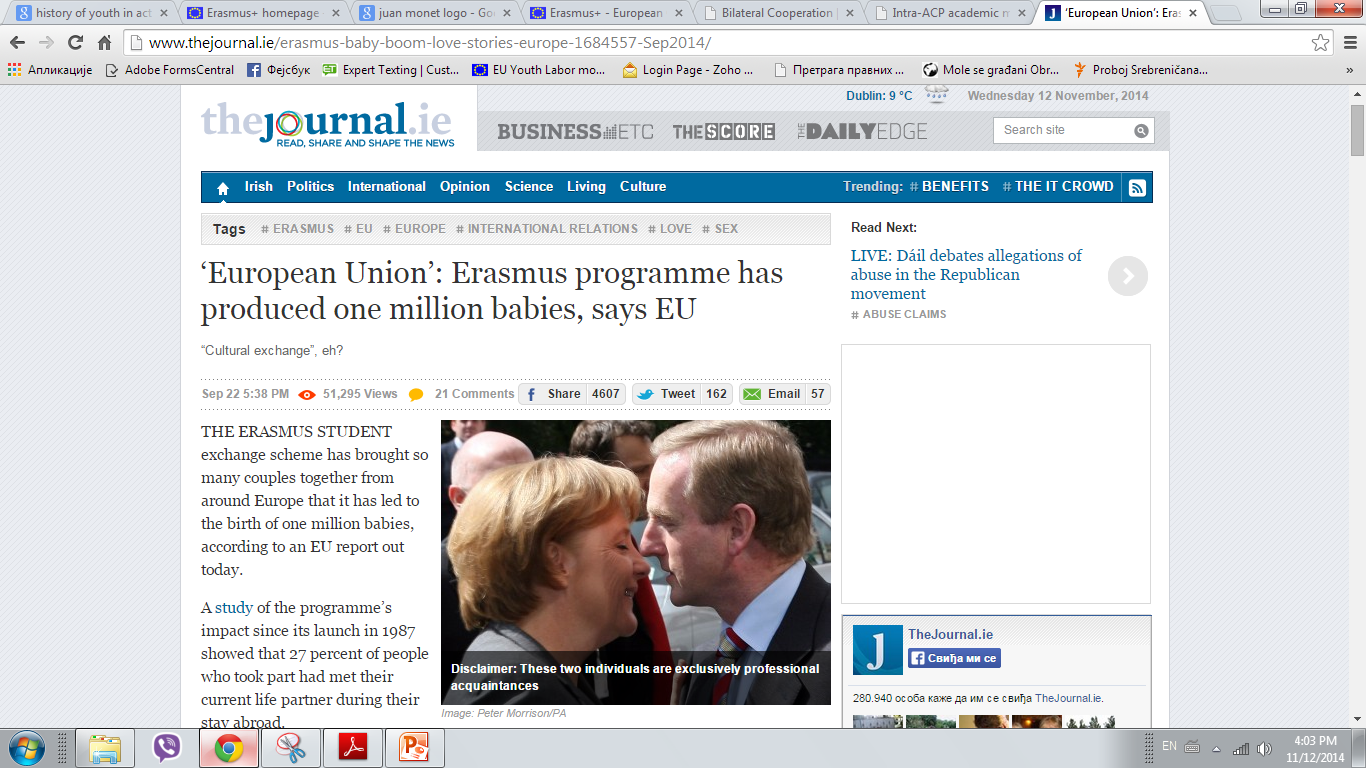 history of youth in act
Erasmus+ homepage -
juan monet logo - Go
Erasmus+ - European
Bilateral Cooperation |
Intra-ACP academic m
'European Union': Eras
www.thejournal.ie/erasmus-baby-boom-love-stories-europe-1684557-Sep2014/
Апликације
Adobe FormsCentral
Фејсбук
Expert Texting | Cust...
EU Youth Labor mo...
Login Page - Zoho ...
Претрага правних ...
Mole se građani Obr...
Proboj Srebreničana...
»
Dublin: 9 °C
Wednesday 12 November, 2014
thejournal.ie
READ, SHARE AND SHAPE THE NEWS
BUSINESS ETC
THE SCORE
THE DAILY EDGE
Search site
Irish Politics International Opinion Science Living Culture
Trending: # BENEFITS # THE IT CROWD
Tags # ERASMUS # EU # EUROPE # INTERNATIONAL RELATIONS # LOVE # SEX
‘European Union’: Erasmus programme has
produced one million babies, says EU
“Cultural exchange”, eh?
Sep 22 5:38 PM 51,295 Views 21 Comments Share 4607 Tweet 162 Email 57
THE ERASMUS STUDENT
exchange scheme has brought so
many couples together from
around Europe that it has led to
the birth of one million babies,
according to an EU report out
today.
A study of the programme’s
impact since its launch in 1987
showed that 27 percent of people
who took part had met their
current life partner during their
stay abroad.
Disclaimer: These two individuals are exclusively professional
acquaintances
Image: Peter Morrison/PA
Read Next:
LIVE: Dáil debates allegations of
abuse in the Republican
movement
# ABUSE CLAIMS
J
TheJournal.ie
Свиђа ми се
280.940 особа каже да им се свиђа TheJournal.ie.
EN
4:03 PM
11/12/2014